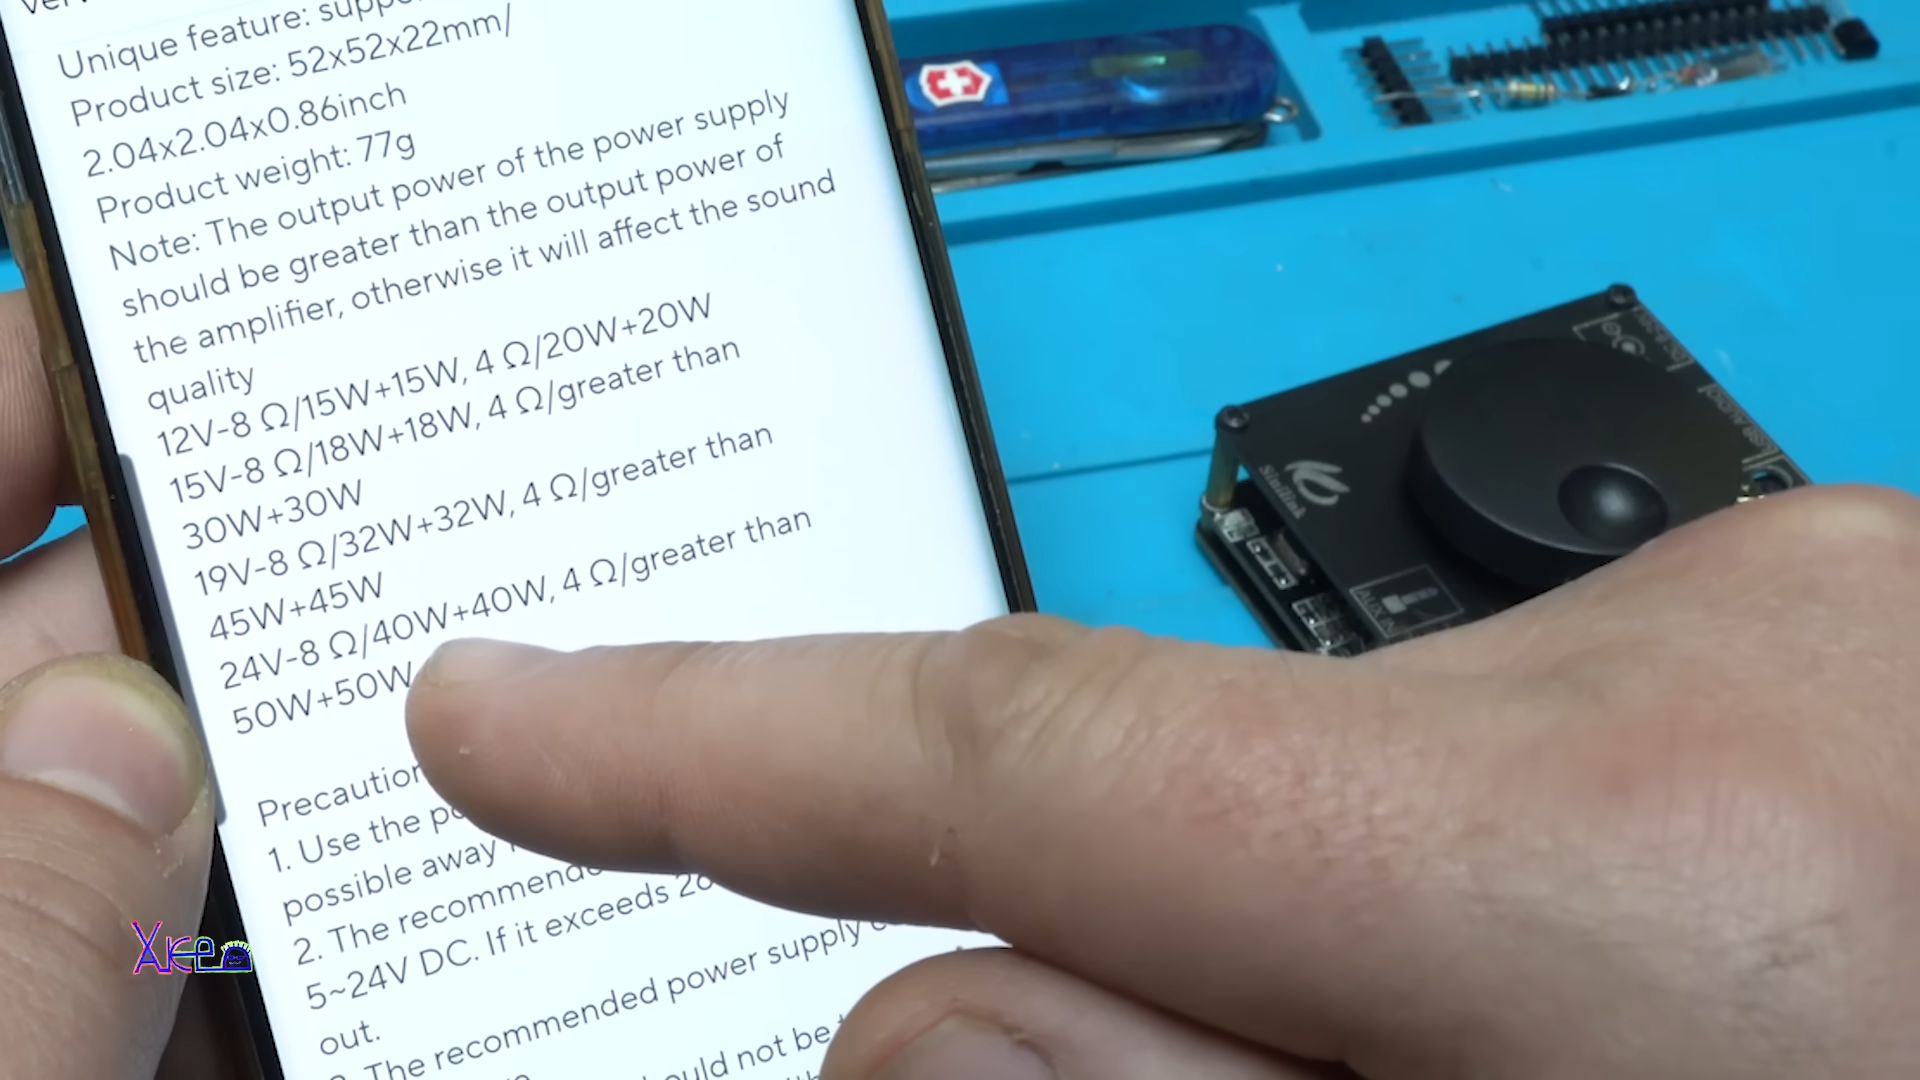 Unique feature:
Product size: 52x52x22mm/
2.04x2.04x0.86inch
Product weight: 77g
Note: The output power of the power supply
should be greater than the output power of
the amplifier, otherwise it will affect the sound
quality
12V-8 Ω/15W+15W, 4 Ω/20W+20W
15V-8 Ω/18W+18W, 4 Ω/greater than
30W+30W
19V-8 Ω/32W+32W, 4 Ω/greater than
45W+45W
24V-8 Ω/40W+40W, 4 Ω/greater than
50W+50W
1. Use the
possible away
2. The
5~24V DC. If it exceeds
out.
The recommended power supply
not be
Sinilink
AUX IN